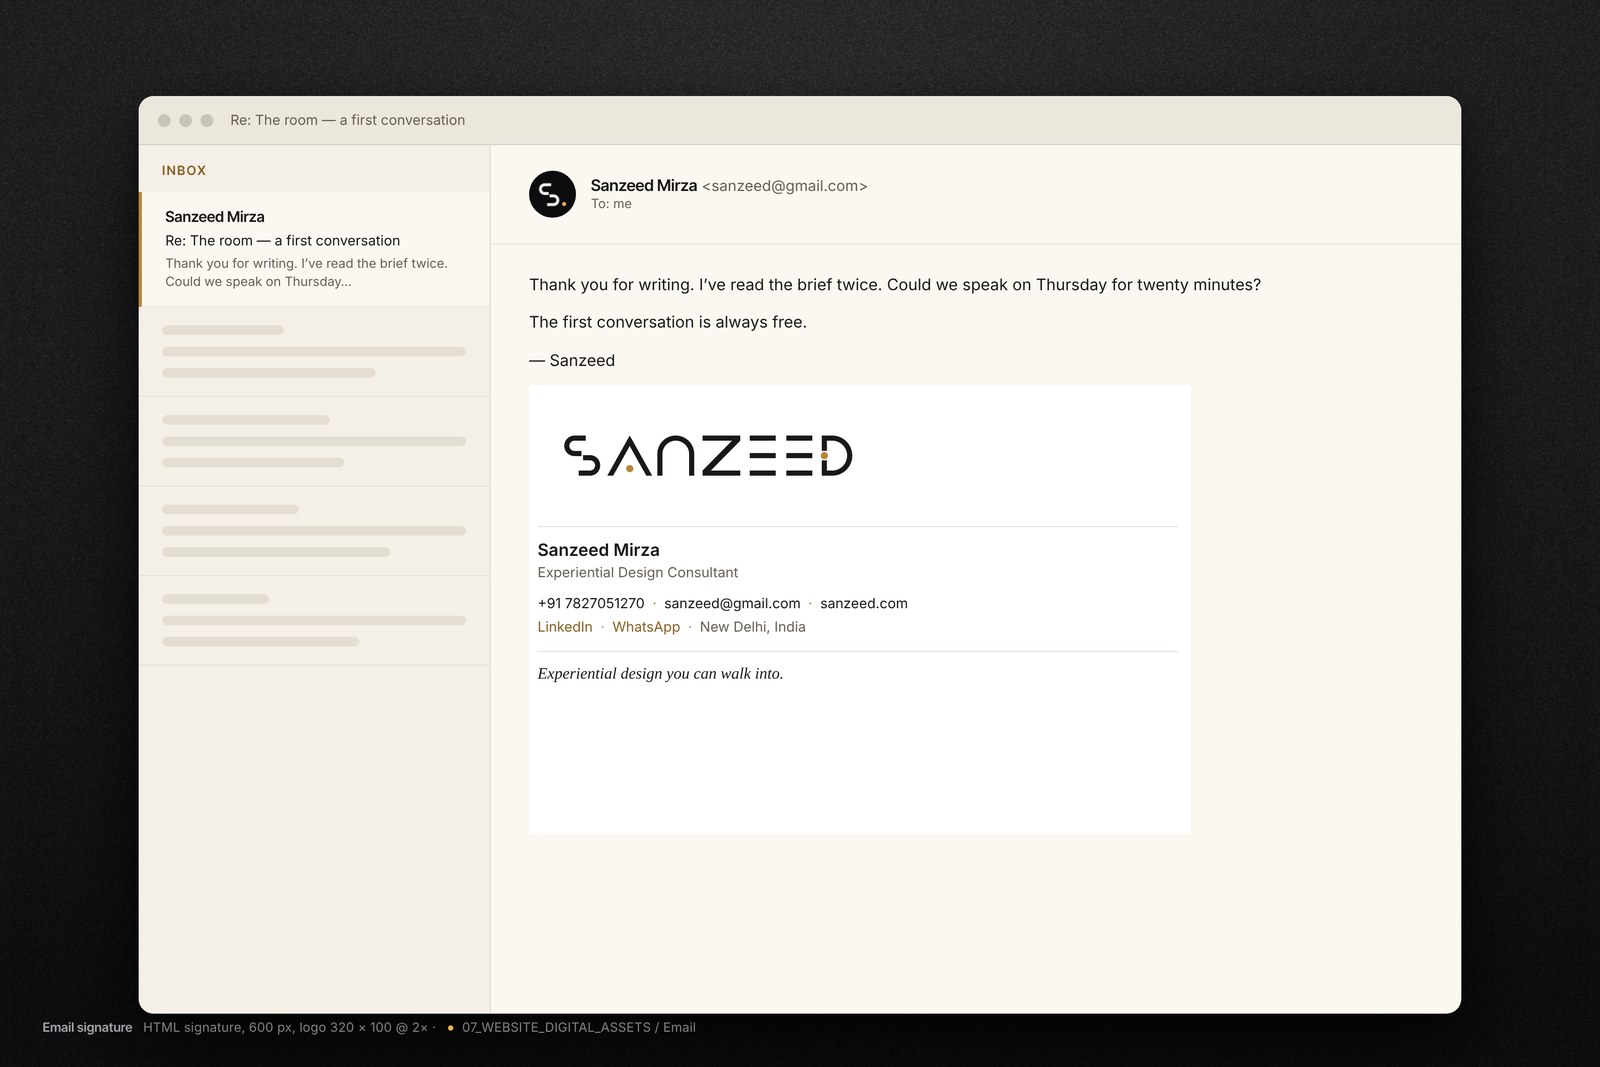 Re: The room — a first conversation
INBOX
Sanzeed Mirza
Re: The room — a first conversation
Thank you for writing. I’ve read the brief twice.
Could we speak on Thursday...
S.
Sanzeed Mirza <sanzeed@gmail.com>
To: me
Thank you for writing. I’ve read the brief twice. Could we speak on Thursday for twenty minutes?
The first conversation is always free.
— Sanzeed
SANZEED
Sanzeed Mirza
Experiential Design Consultant
+91 7827051270 · sanzeed@gmail.com · sanzeed.com
LinkedIn · WhatsApp · New Delhi, India
Experiential design you can walk into.
Email signature HTML signature, 600 px, logo 320 × 100 @ 2× · • 07_WEBSITE_DIGITAL_ASSETS / Email